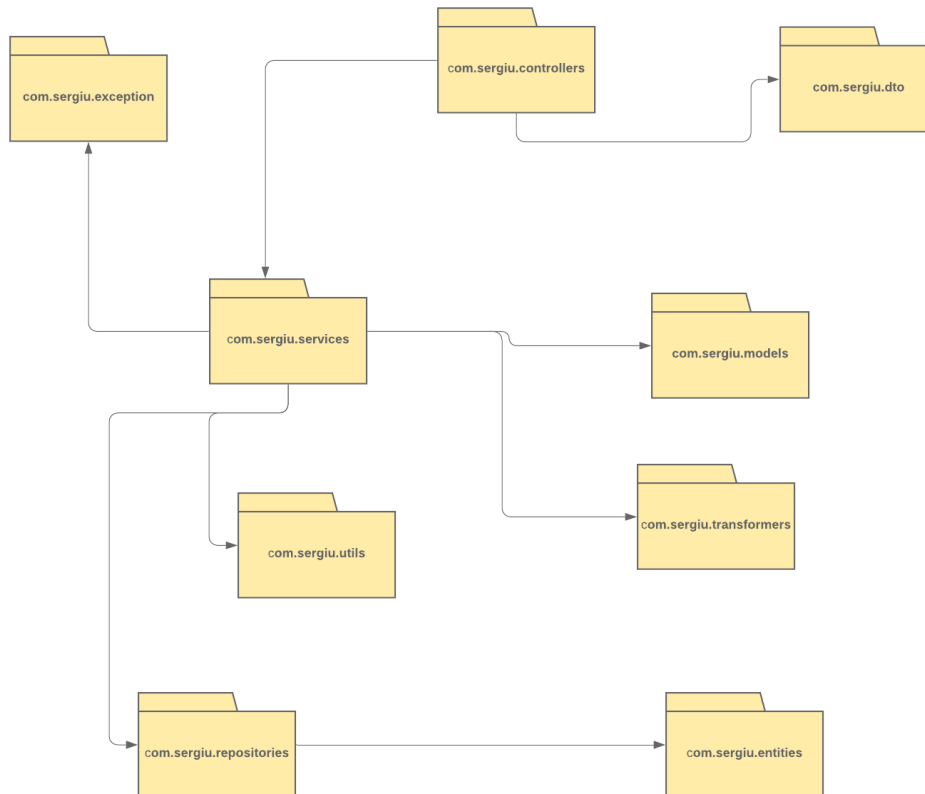 com.sergiu.controllers
com.sergiu.dto
com.sergiu.exception
com.sergiu.services
com.sergiu.models
com.sergiu.transformers
com.sergiu.utils
com.sergiu.repositories
com.sergiu.entities